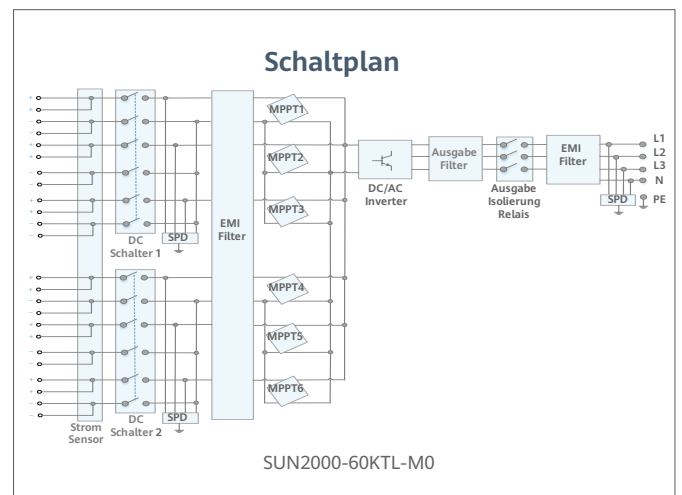 Schaltplan
MPPT1
MPPT2
MPPT3
MPPT4
MPPT5
MPPT6
EMI
Filter
DC
Schalter 1
SPD
DC
Schalter 2
SPD
Strom
Sensor
DC/AC
Inverter
Ausgabe
Filter
Ausgabe
Isolierung
Relais
EMI
Filter
SPD
L1
L2
L3
N
PE
SUN2000-60KTL-M0